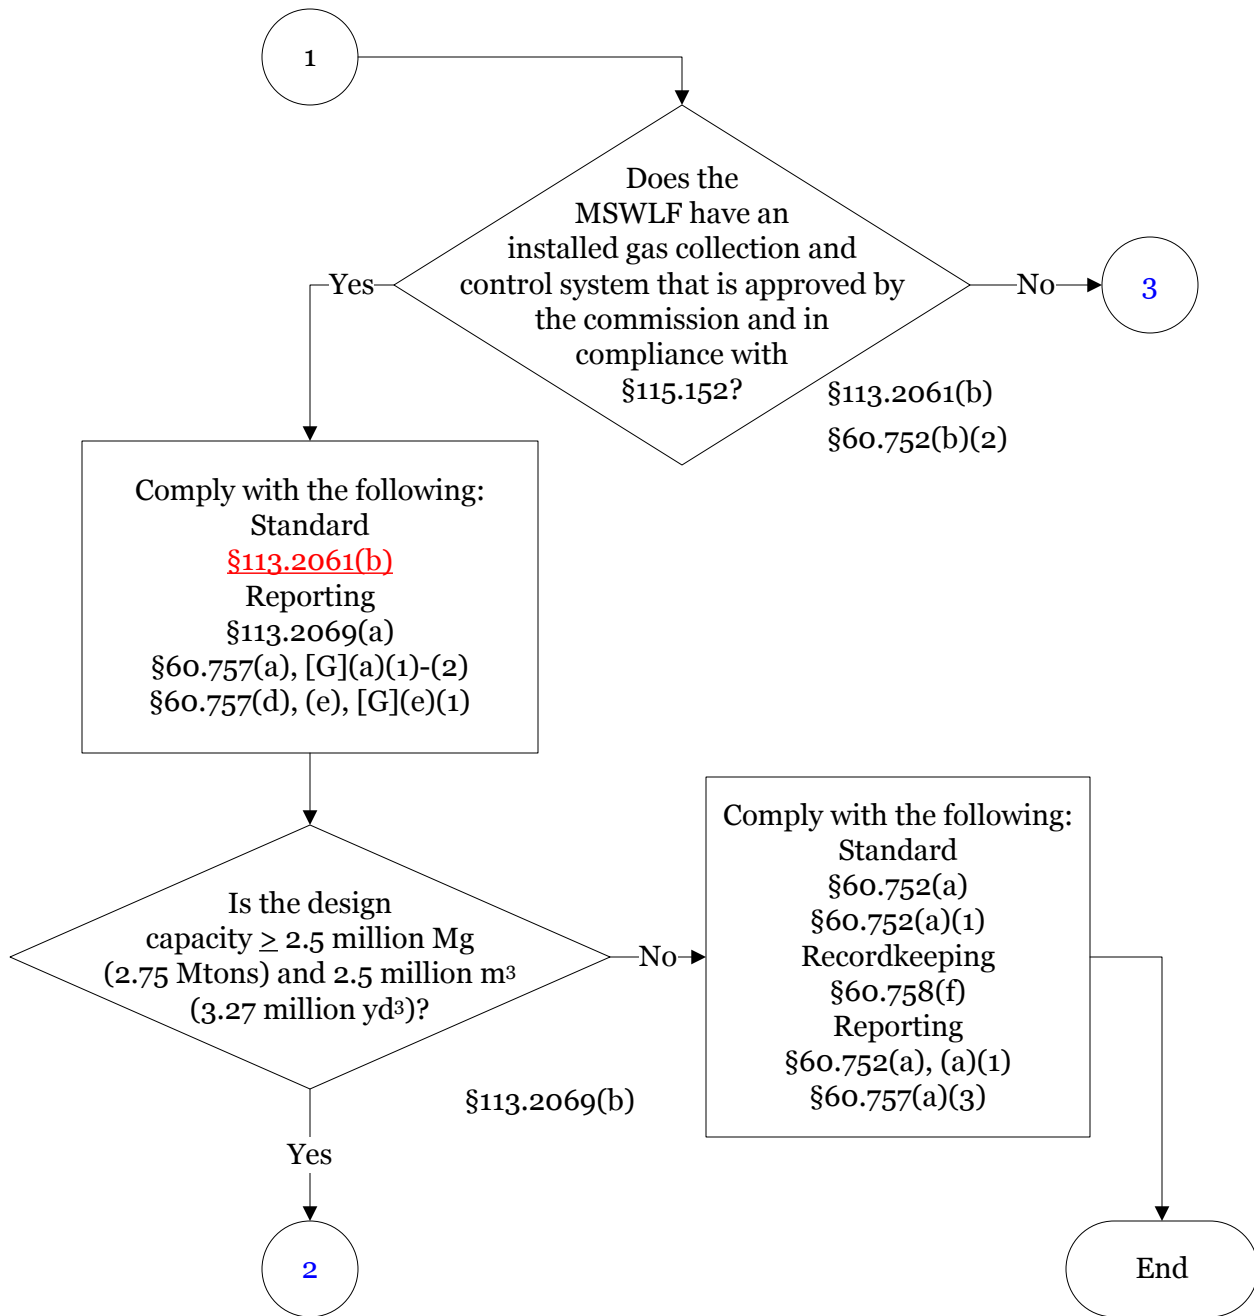 1
Does the
MSWLF have an
installed gas collection and
control system that is approved by
the commission and in
compliance with
§115.152?
Yes
No
3
§113.2061(b)
§60.752(b)(2)
Comply with the following:
Standard
§113.2061(b)
Reporting
§113.2069(a)
§60.757(a), [G](a)(1)-(2)
§60.757(d), (e), [G](e)(1)
Is the design
capacity ≥ 2.5 million Mg
(2.75 Mtons) and 2.5 million m³
(3.27 million yd³)?
No
Comply with the following:
Standard
§60.752(a)
§60.752(a)(1)
Recordkeeping
§60.758(f)
Reporting
§60.752(a), (a)(1)
§60.757(a)(3)
§113.2069(b)
Yes
2
End